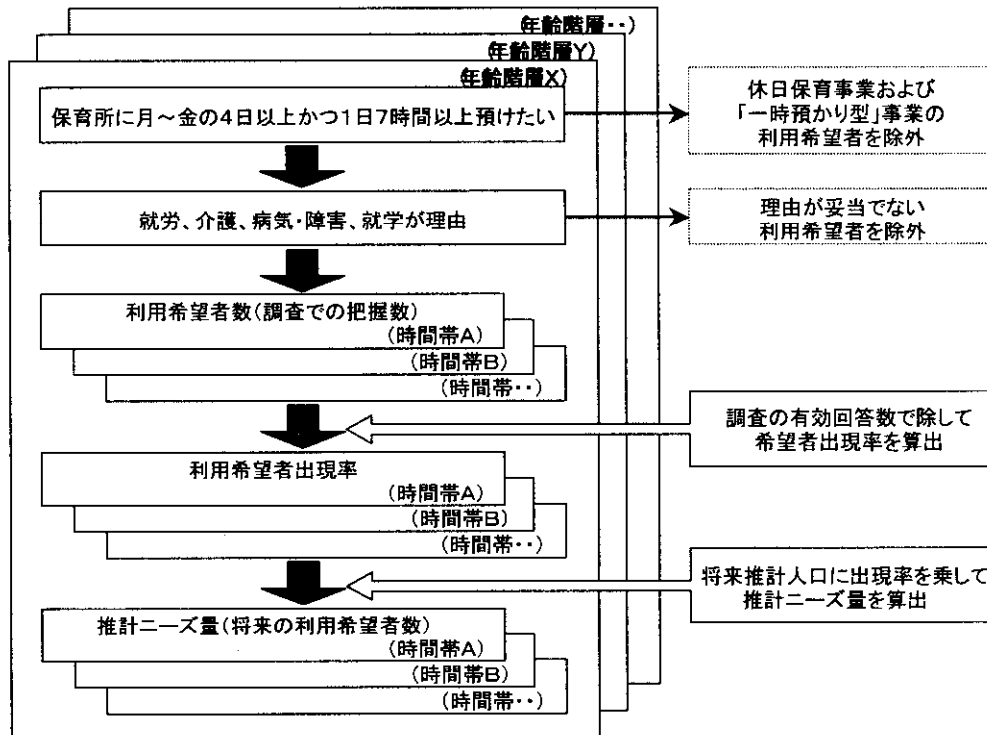 (年齢階層‥)
(年齢階層Y)
(年齢階層X)
保育所に月～金の4日以上かつ1日7時間以上預けたい
休日保育事業および
「一時預かり型」事業の
利用希望者を除外
就労、介護、病気・障害、就学が理由
理由が妥当でない
利用希望者を除外
利用希望者数(調査での把握数)
(時間帯A)
(時間帯B)
(時間帯‥)
調査の有効回答数で除して
希望者出現率を算出
利用希望者出現率
(時間帯A)
(時間帯B)
(時間帯‥)
将来推計人口に出現率を乗して
推計ニーズ量を算出
推計ニーズ量(将来の利用希望者数)
(時間帯A)
(時間帯B)
(時間帯‥)